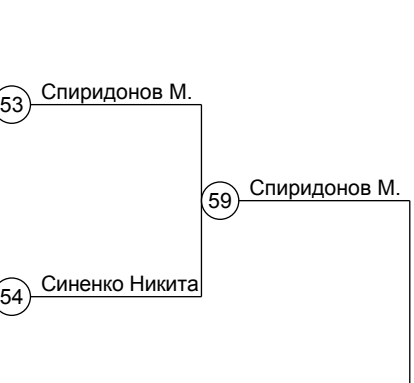 53 Спиридонов М.
59 Спиридонов М.
54 Синенко Никита